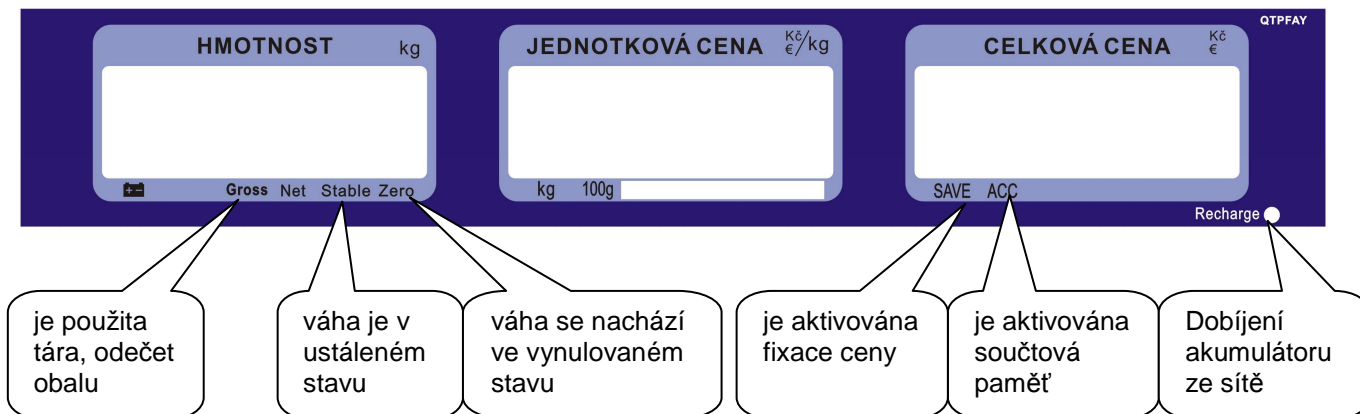 QTPFAY
HMOTNOST kg
JEDNOTKOVÁ CENA Kč €/kg
CELKOVÁ CENA Kč €
Gross Net Stable Zero
kg 100g
SAVE ACC
Recharge
je použita
tára, odečet
obalu
váha je v
ustáleném
stavu
váha se nachází
ve vynulovaném
stavu
je aktivována
fixace ceny
je aktivována
součtová
paměť
Dobíjení
akumulátoru
ze sítě